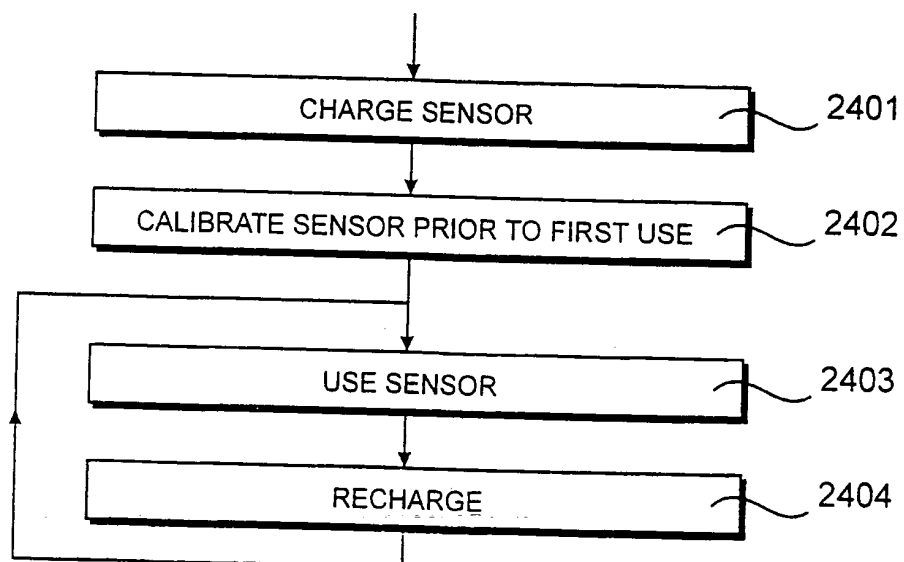 CHARGE SENSOR 2401
CALIBRATE SENSOR PRIOR TO FIRST USE 2402
USE SENSOR 2403
RECHARGE 2404